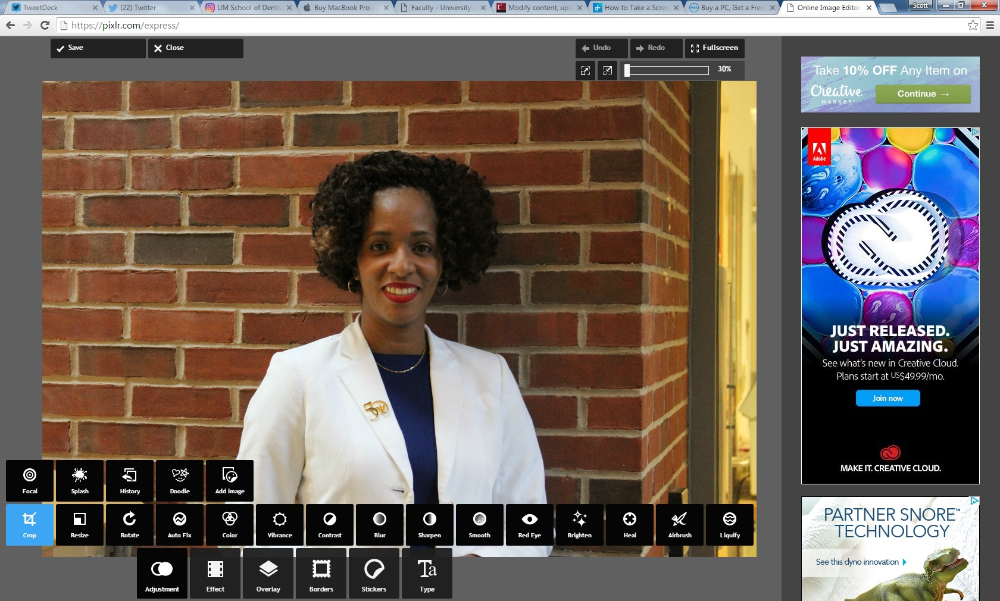 TweetDeck
(22) Twitter
UM School of Denti
Buy MacBook Pro -
Faculty - University
Modify content, up
How to Take a Scree
DELL
Buy a PC, Get a Free
Online Image Editor
Scott
https://pixlr.com/express/
Save
Close
Undo
Redo
Fullscreen
30%
Take 10% OFF Any Item on
Creative
MARKET
Continue →
Adobe
JUST RELEASED.
JUST AMAZING.
See what's new in Creative Cloud.
Plans start at US$49.99/mo.
Join now
MAKE IT. CREATIVE CLOUD.
PARTNER SNORE™
TECHNOLOGY
See this dyno innovation
Focal
Splash
History
Doodle
Add image
Crop
Resize
Rotate
Auto Fix
Color
Vibrance
Contrast
Blur
Sharpen
Smooth
Red Eye
Brighten
Heal
Airbrush
Liquify
Adjustment
Effect
Overlay
Borders
Stickers
Ta
Type